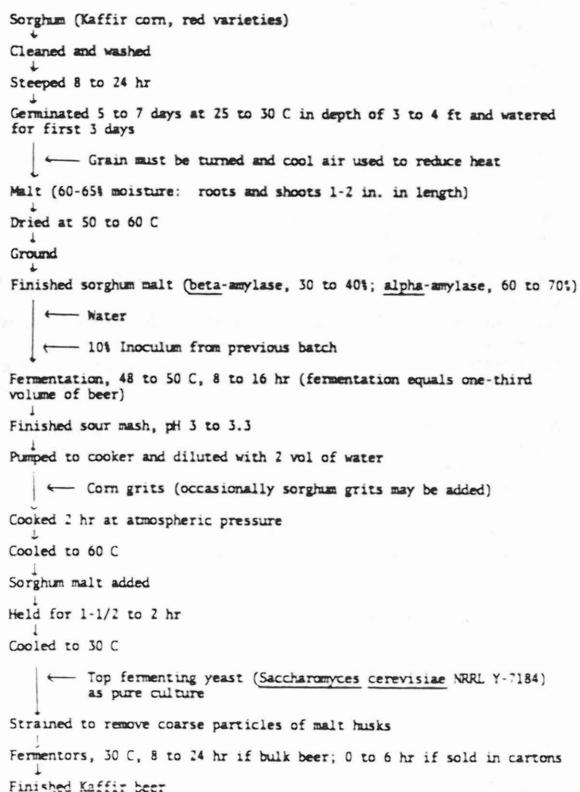 Sorghum (Kaffir corn, red varieties)
Cleaned and washed
Steeped 8 to 24 hr
Germinated 5 to 7 days at 25 to 30 C in depth of 3 to 4 ft and watered
for first 3 days
Grain must be turned and cool air used to reduce heat
Malt (60-65% moisture: roots and shoots 1-2 in. in length)
Dried at 50 to 60 C
Ground
Finished sorghum malt (beta-amylase, 30 to 40%; alpha-amylase, 60 to 70%)
Water
10% Inoculum from previous batch
Fermentation, 48 to 50 C, 8 to 16 hr (fermentation equals one-third
volume of beer)
Finished sour mash, pH 3 to 3.3
Pumped to cooker and diluted with 2 vol of water
Corn grits (occasionally sorghum grits may be added)
Cooked 2 hr at atmospheric pressure
Cooled to 60 C
Sorghum malt added
Held for 1-1/2 to 2 hr
Cooled to 30 C
Top fermenting yeast (Saccharomyces cerevisiae NRRL Y-7184)
as pure culture
Strained to remove coarse particles of malt husks
Fermentors, 30 C, 8 to 24 hr if bulk beer; 0 to 6 hr if sold in cartons
Finished Kaffir beer